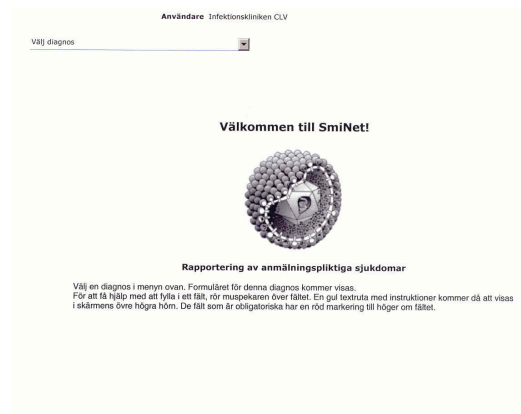 Användare Infektionskliniken CLV
Välj diagnos
Välkommen till SmiNet!
Rapportering av anmälningspliktiga sjukdomar
Välj en diagnos i menyn ovan. Formuläret för denna diagnos kommer visas.
För att få hjälp med att fylla i ett fält, rör muspekaren över fältet. En gul textruta med instruktioner kommer då att visas
i skärmens övre högra hörn. De fält som är obligatoriska har en röd markering till höger om fältet.